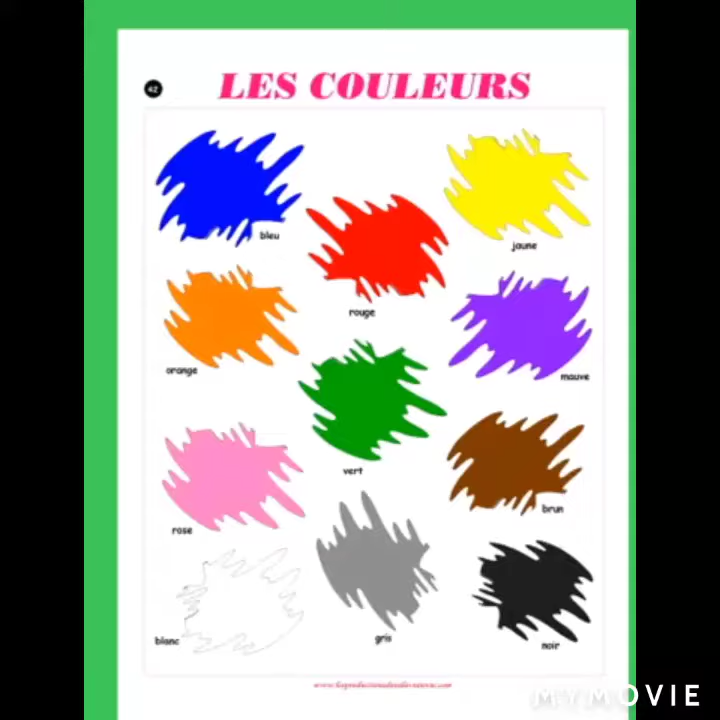 42
LES COULEURS
bleu
jaune
rouge
orange
mauve
vert
rose
brun
blanc
gris
noir
MYMOVIE